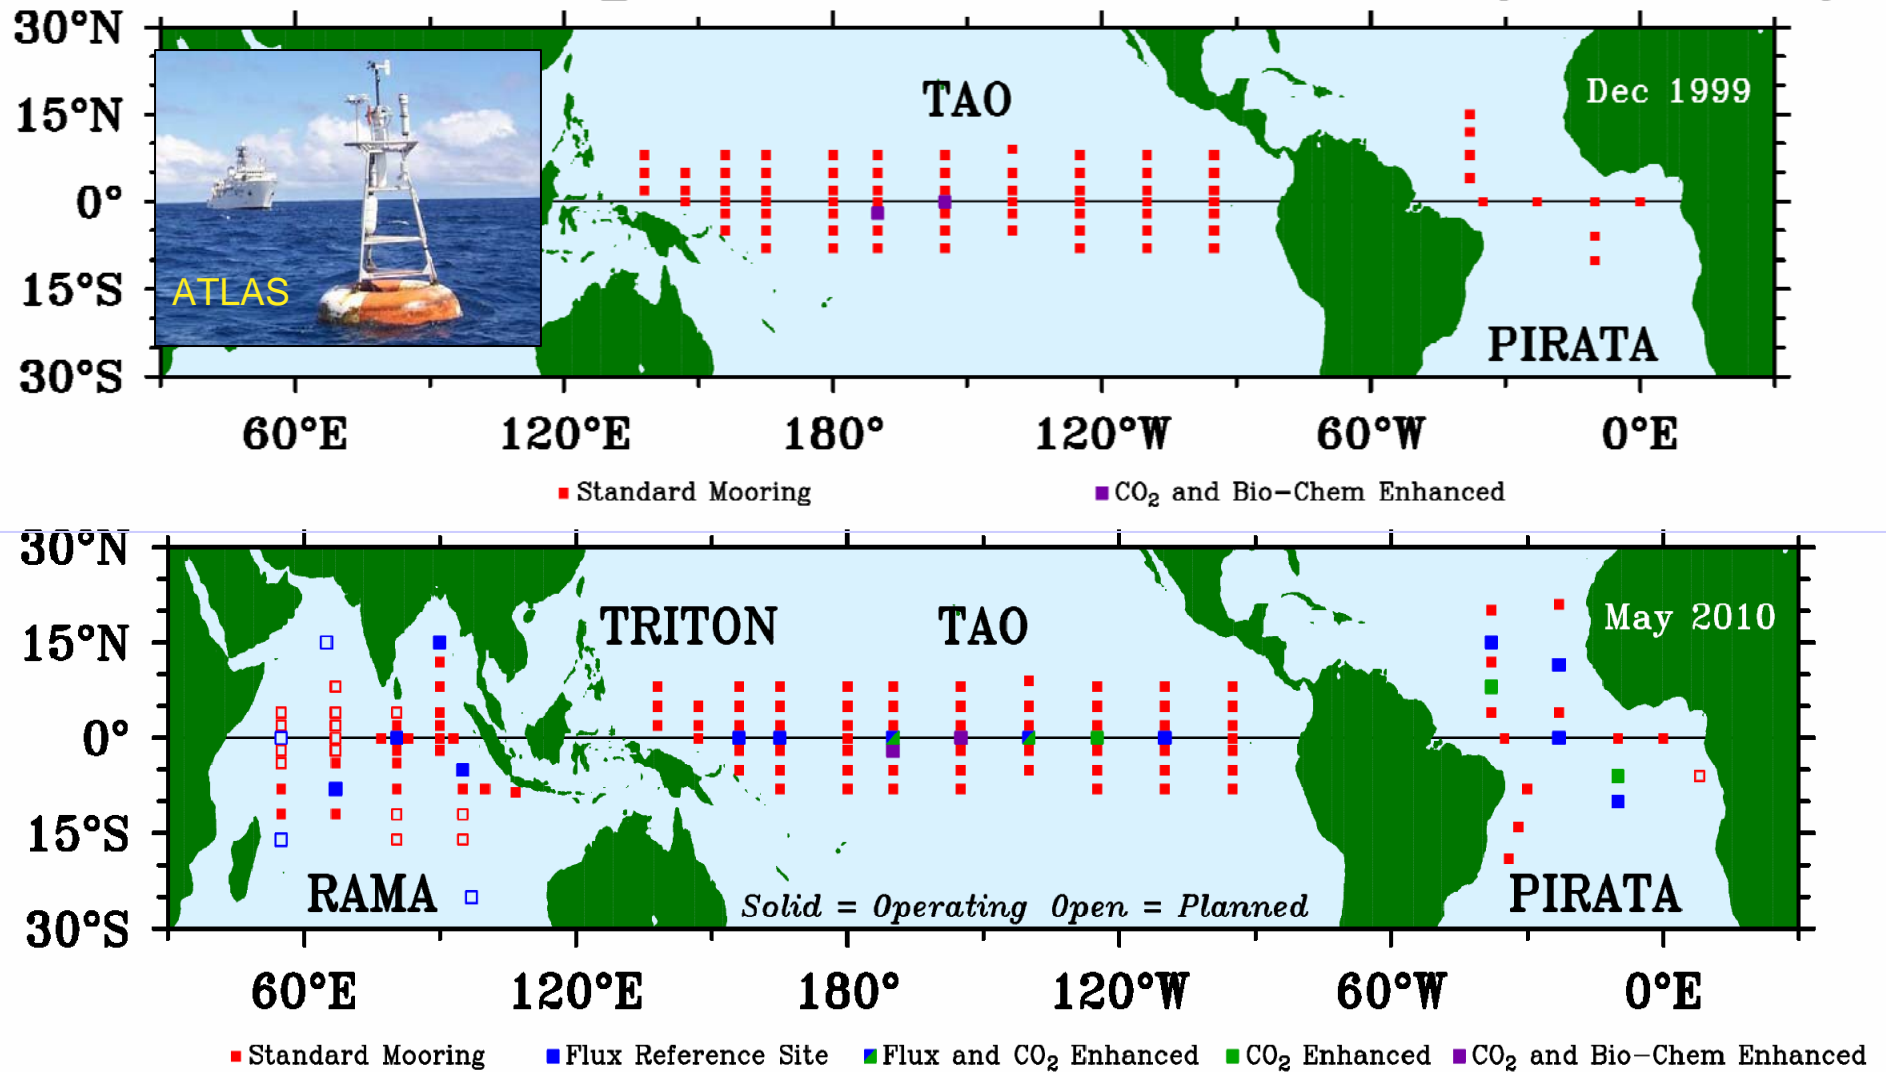 30°N
15°N
0°
15°S
30°S
TAO
Dec 1999
ATLAS
PIRATA
60°E 120°E 180° 120°W 60°W 0°E
Standard Mooring CO₂ and Bio-Chem Enhanced
30°N
15°N
0°
15°S
30°S
TRITON TAO
May 2010
RAMA
Solid = Operating Open = Planned
PIRATA
60°E 120°E 180° 120°W 60°W 0°E
Standard Mooring Flux Reference Site Flux and CO₂ Enhanced CO₂ Enhanced CO₂ and Bio-Chem Enhanced